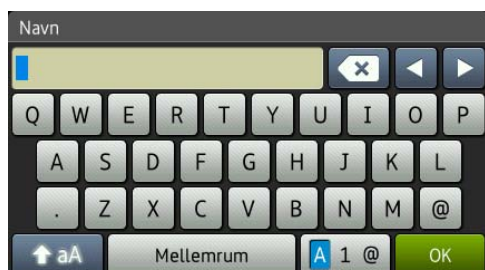 Navn
Q W E R T Y U I O P
A S D F G H J K L
. Z X C V B N M @
aA Mellemrum A 1 @ OK